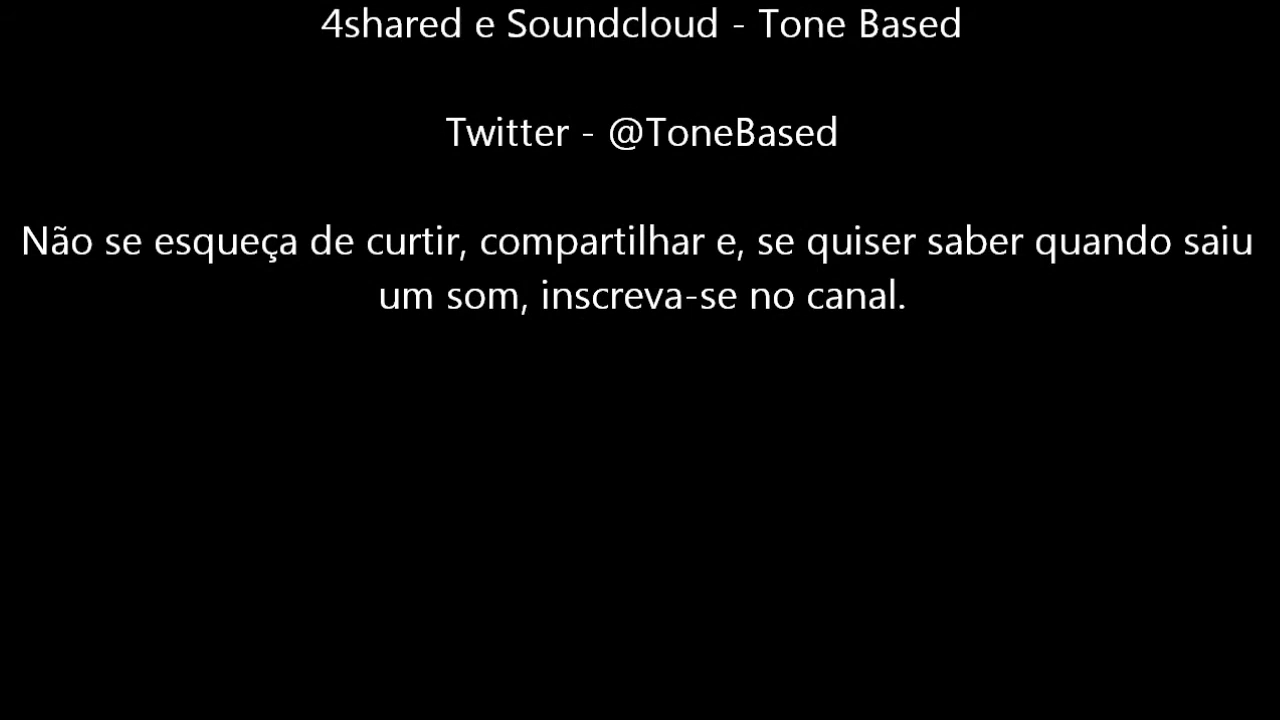 4shared e Soundcloud - Tone Based
Twitter - @ToneBased
Não se esqueça de curtir, compartilhar e, se quiser saber quando saiu
um som, inscreva-se no canal.